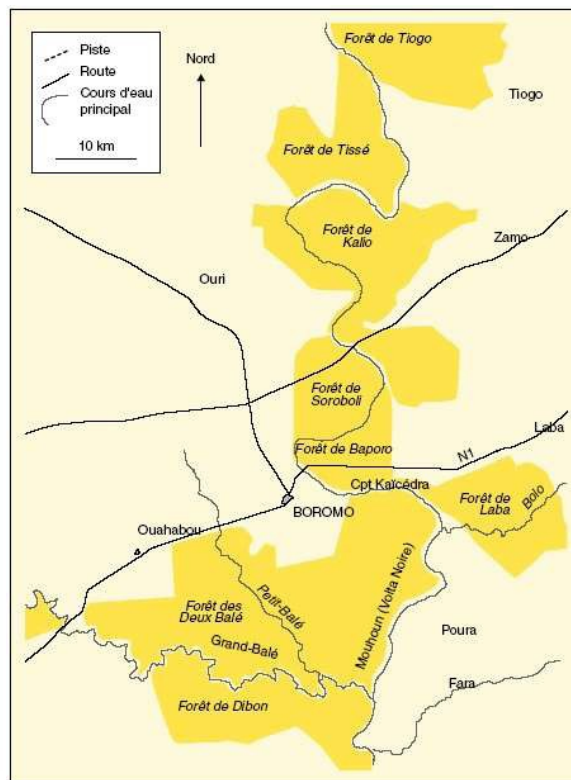 Piste
Route
Cours d'eau
principal
10 km
Nord
Forêt de Tiogo
Tiogo
Forêt de Tissé
Forêt de
Kalio
Zamo
Ouri
Forêt de
Soroboli
Laba
Forêt de Baporo
N1
Cpt Kaïcédra
Forêt de
Laba
Bolo
BOROMO
Ouahabou
Petit-Balé
Mouhoun (Volta Noire)
Forêt des
Deux Balé
Grand-Balé
Poura
Fara
Forêt de Dibon